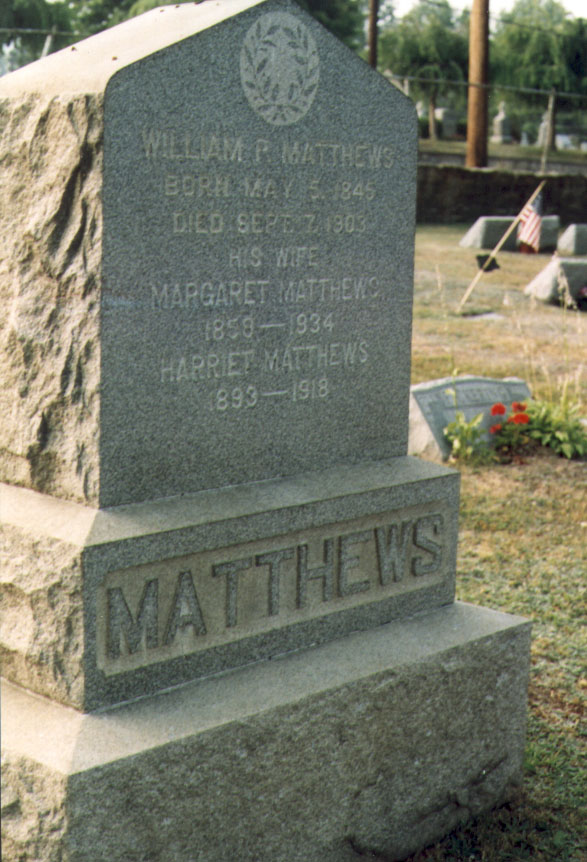 WILLIAM P. MATTHEWS
BORN MAY 5, 1845
DIED SEPT. 7, 1903
HIS WIFE
MARGARET MATTHEWS
1859—1934
HARRIET MATTHEWS
1893—1918
MATTHEWS